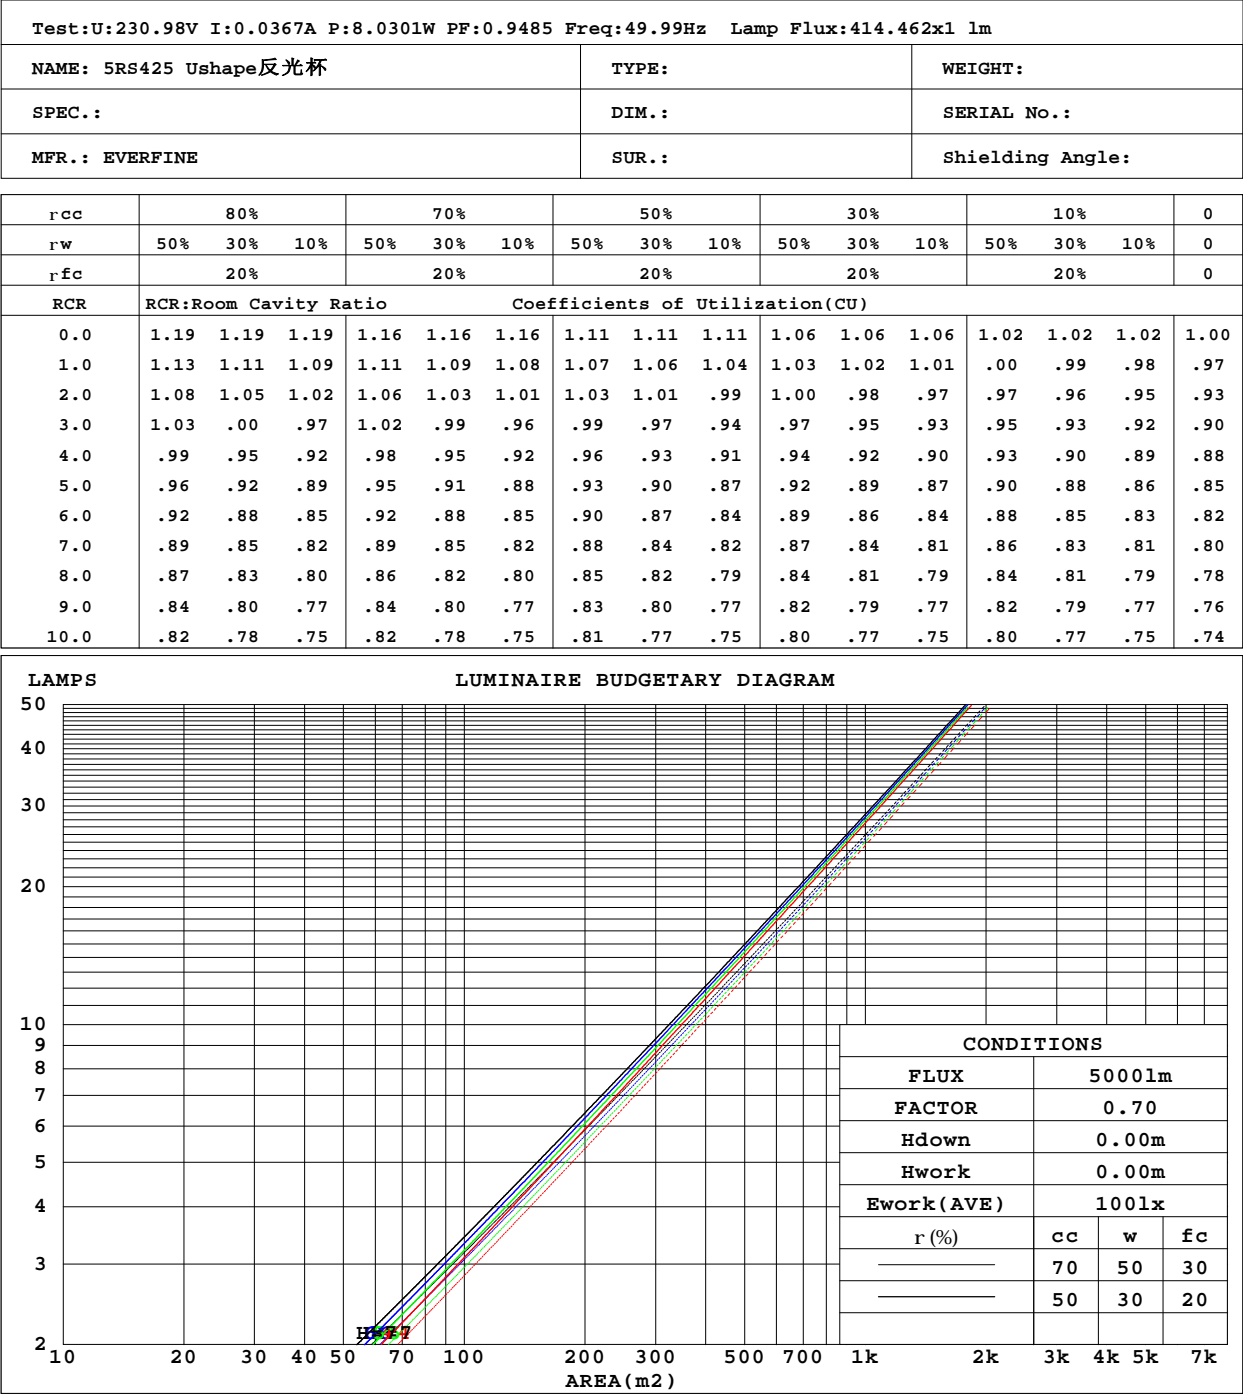 Test:U:230.98V I:0.0367A P:8.0301W PF:0.9485 Freq:49.99Hz Lamp Flux:414.462x1 lm
NAME: 5RS425 Ushape反光杯 TYPE: WEIGHT:
SPEC.: DIM.: SERIAL No.:
MFR.: EVERFINE SUR.: Shielding Angle:
rcc 80% 70% 50% 30% 10% 0
rw 50% 30% 10% 50% 30% 10% 50% 30% 10% 50% 30% 10% 50% 30% 10% 0
rfc 20% 20% 20% 20% 20% 0
RCR RCR:Room Cavity Ratio Coefficients of Utilization(CU)
0.0 1.19 1.19 1.19 1.16 1.16 1.16 1.11 1.11 1.11 1.06 1.06 1.06 1.02 1.02 1.02 1.00
1.0 1.13 1.11 1.09 1.11 1.09 1.08 1.07 1.06 1.04 1.03 1.02 1.01 .00 .99 .98 .97
2.0 1.08 1.05 1.02 1.06 1.03 1.01 1.03 1.01 .99 1.00 .98 .97 .97 .96 .95 .93
3.0 1.03 .00 .97 1.02 .99 .96 .99 .97 .94 .97 .95 .93 .95 .93 .92 .90
4.0 .99 .95 .92 .98 .95 .92 .96 .93 .91 .94 .92 .90 .93 .90 .89 .88
5.0 .96 .92 .89 .95 .91 .88 .93 .90 .87 .92 .89 .87 .90 .88 .86 .85
6.0 .92 .88 .85 .92 .88 .85 .90 .87 .84 .89 .86 .84 .88 .85 .83 .82
7.0 .89 .85 .82 .89 .85 .82 .88 .84 .82 .87 .84 .81 .86 .83 .81 .80
8.0 .87 .83 .80 .86 .82 .80 .85 .82 .79 .84 .81 .79 .84 .81 .79 .78
9.0 .84 .80 .77 .84 .80 .77 .83 .80 .77 .82 .79 .77 .82 .79 .77 .76
10.0 .82 .78 .75 .82 .78 .75 .81 .77 .75 .80 .77 .75 .80 .77 .75 .74
LAMPS LUMINAIRE BUDGETARY DIAGRAM
50
40
30
20
10
9
8
7
6
5
4
3
2
CONDITIONS
FLUX 5000lm
FACTOR 0.70
Hdown 0.00m
Hwork 0.00m
Ework(AVE) 100lx
r (%) cc w fc
70 50 30
50 30 20
10 20 30 40 50 70 100 200 300 500 700 1k 2k 3k 4k 5k 7k
AREA(m2)